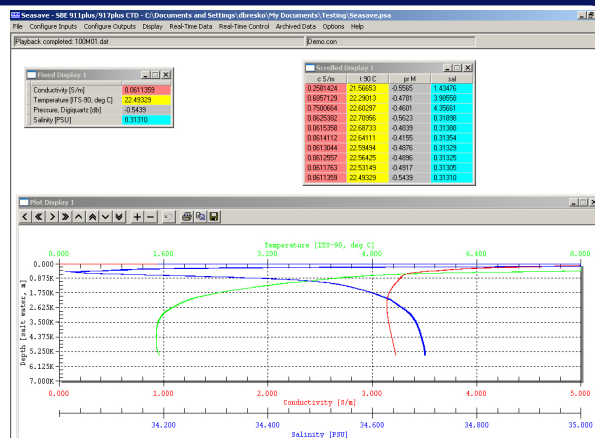 Seasave - SBE 911plus/917plus CTD - C:\Documents and Settings\dbresko\My Documents\Testing\Seasave.psa
File Configure Inputs Configure Outputs Display Real-Time Data Real-Time Control Archived Data Options Help
Playback completed: 100M01.dat Demo.con
Fixed Display 1
Conductivity [S/m] 0.0611359
Temperature [ITS-90, deg C] 22.49329
Pressure, Digiquartz [db] -0.5439
Salinity [PSU] 0.31310
Scrolled Display 1
c S/m t 90 C pr M sal
0.2581424 21.56653 -0.5565 1.43476
0.6857129 22.29013 -0.4781 3.98558
0.7500664 22.60297 -0.4601 4.35661
0.0625382 22.70956 -0.5623 0.31898
0.0615358 22.68733 -0.4839 0.31388
0.0614112 22.64111 -0.4155 0.31354
0.0613044 22.59494 -0.4876 0.31329
0.0612557 22.56425 -0.4896 0.31325
0.0611763 22.53149 -0.4917 0.31305
0.0611359 22.49329 -0.5439 0.31310
Plot Display 1
Temperature [ITS-90, deg C]
0.000 1.600 3.200 4.800 6.400 8.000
Depth [salt water, m]
0.000
0.875K
1.750K
2.625K
3.500K
4.375K
5.250K
6.125K
7.000K
0.000 1.000 2.000 3.000 4.000 5.000
Conductivity [S/m]
34.200 34.400 34.600 34.800 35.000
Salinity [PSU]